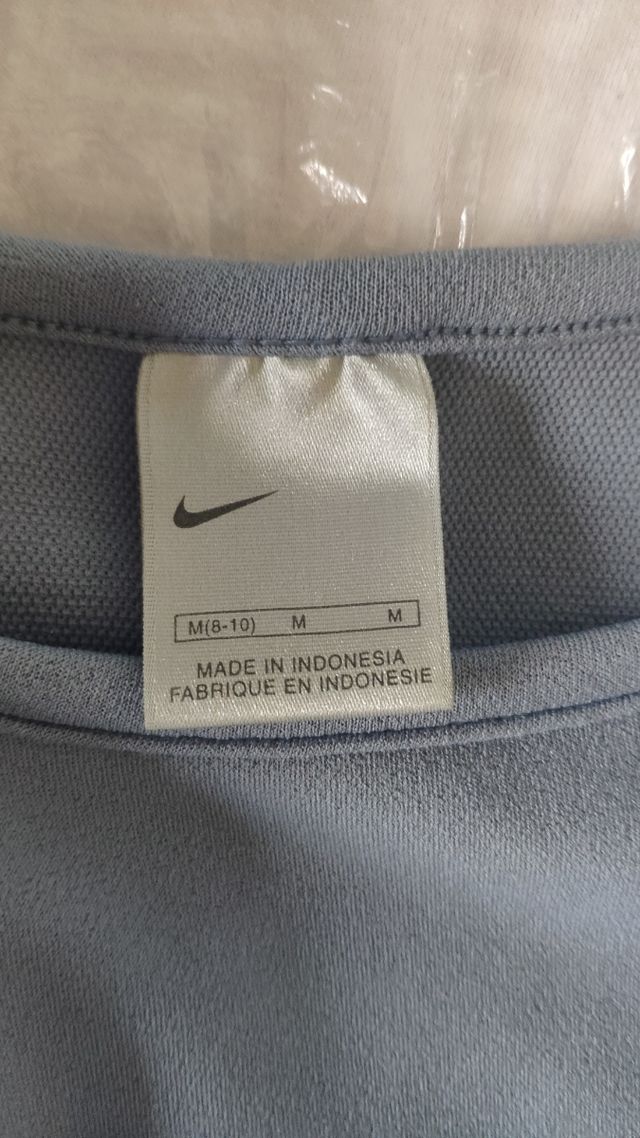 M(8-10) M M
MADE IN INDONESIA
FABRIQUE EN INDONESIE